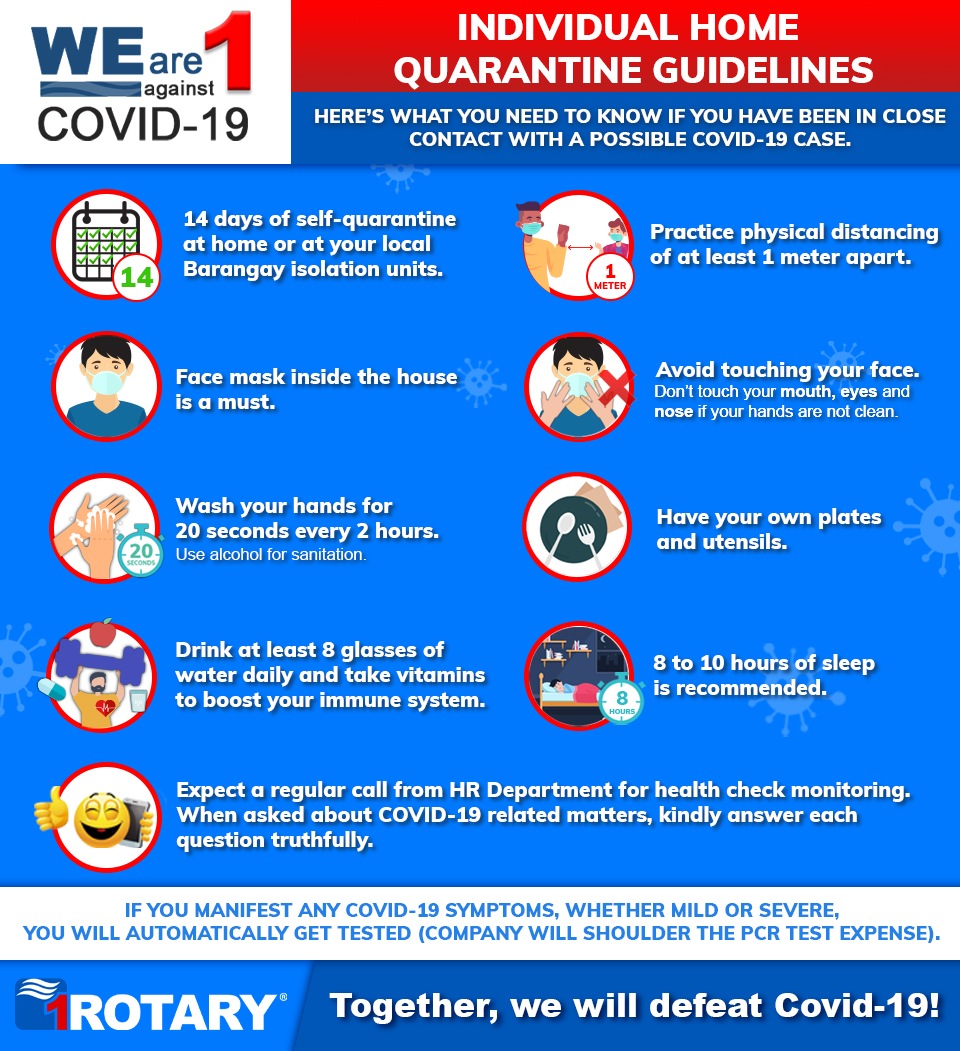 WE are 1
against
COVID-19
INDIVIDUAL HOME
QUARANTINE GUIDELINES
HERE'S WHAT YOU NEED TO KNOW IF YOU HAVE BEEN IN CLOSE
CONTACT WITH A POSSIBLE COVID-19 CASE.
14
14 days of self-quarantine
at home or at your local
Barangay isolation units.
1
METER
Practice physical distancing
of at least 1 meter apart.
Face mask inside the house
is a must.
Avoid touching your face.
Don't touch your mouth, eyes and
nose if your hands are not clean.
20
SECONDS
Wash your hands for
20 seconds every 2 hours.
Use alcohol for sanitation.
Have your own plates
and utensils.
Drink at least 8 glasses of
water daily and take vitamins
to boost your immune system.
8
HOURS
8 to 10 hours of sleep
is recommended.
Expect a regular call from HR Department for health check monitoring.
When asked about COVID-19 related matters, kindly answer each
question truthfully.
IF YOU MANIFEST ANY COVID-19 SYMPTOMS, WHETHER MILD OR SEVERE,
YOU WILL AUTOMATICALLY GET TESTED (COMPANY WILL SHOULDER THE PCR TEST EXPENSE).
1ROTARY®
Together, we will defeat Covid-19!